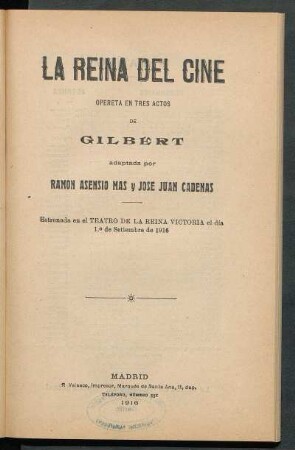 LA REINA DEL CINE
OPERETA EN TRES ACTOS
DE
GILBERT
adaptada por
RAMON ASENSIO MAS y JOSE JUAN CADENAS
Estrenada en el TEATRO DE LA REINA VICTORIA el día
1.º de Setiembre de 1916
MADRID
R Velasco, Impresor, Marqués de Santa Ana, 11, dup.
TELÉFONO, NÚMERO 551
1916